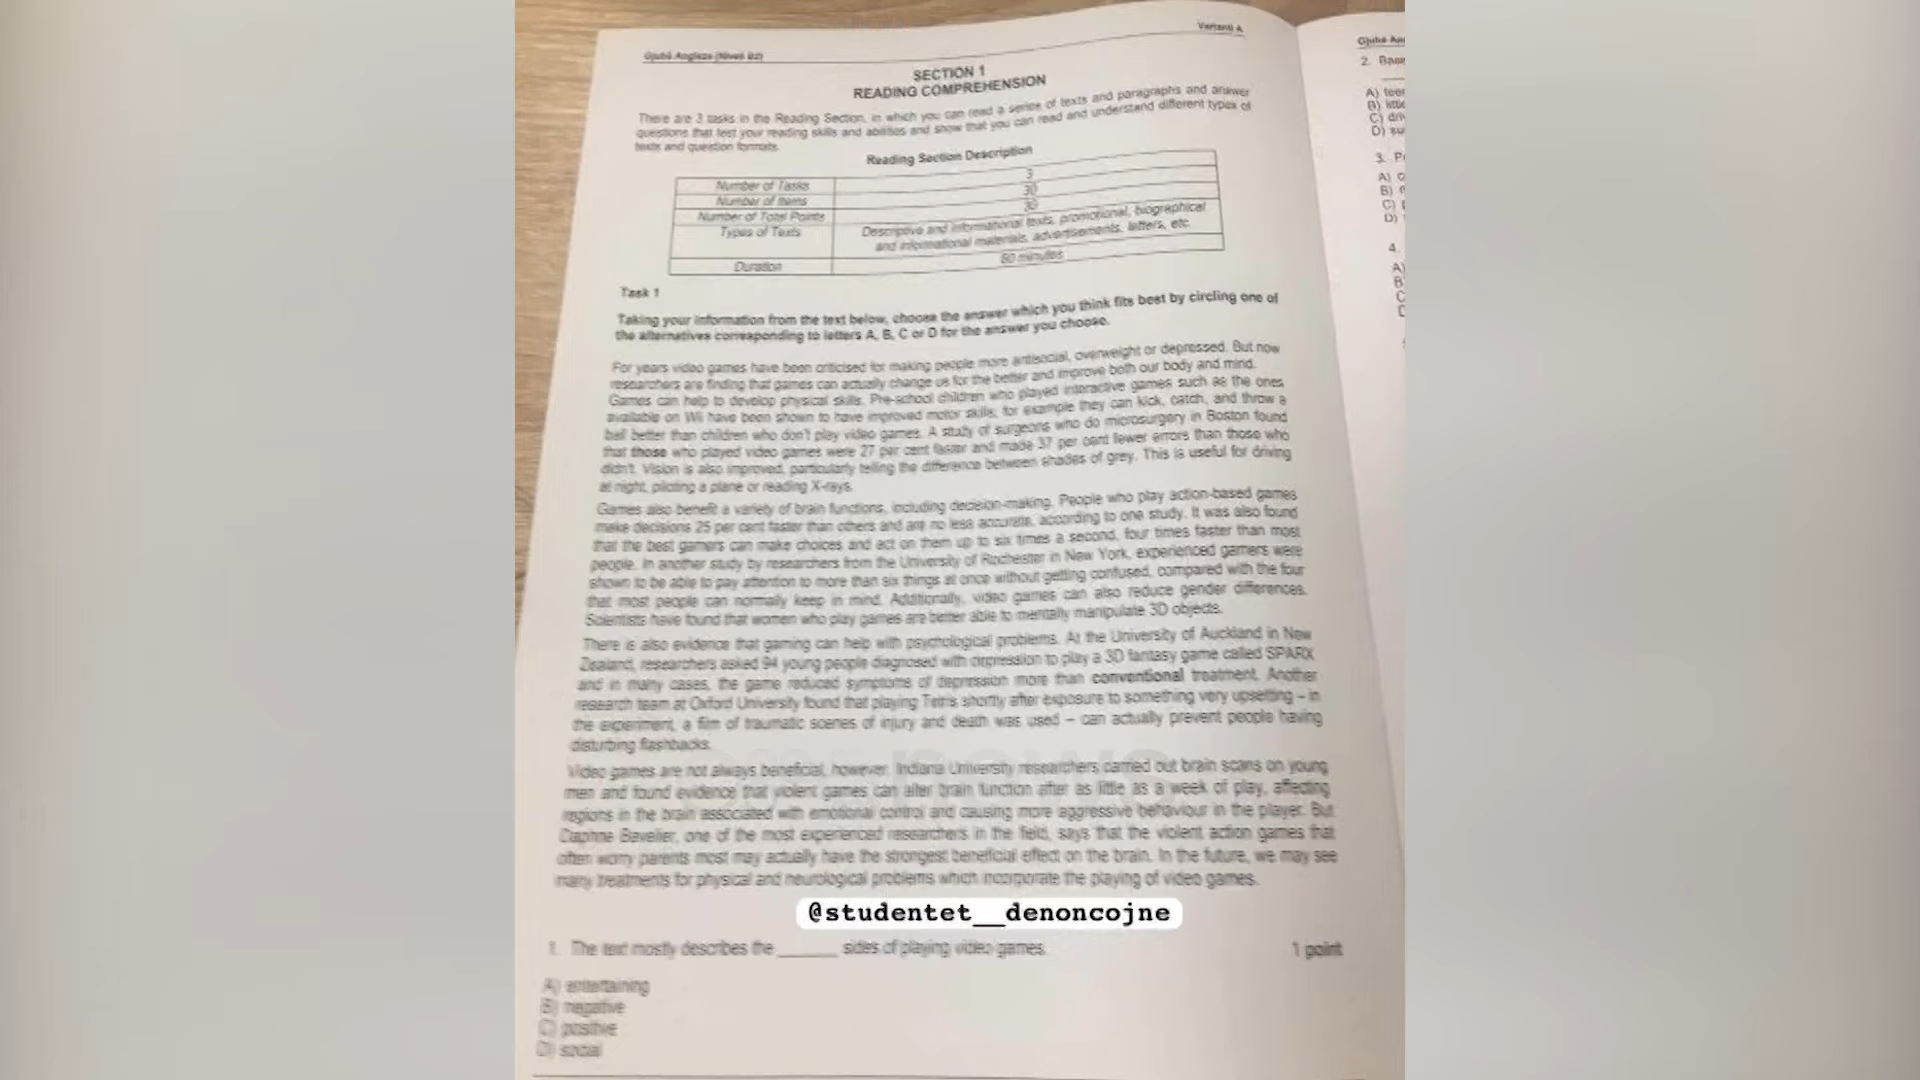 Gjuhë Angleze (Niveli B2)
Varianti A
SECTION 1
READING COMPREHENSION
There are 3 tasks in the Reading Section, in which you can read a series of texts and paragraphs and answer
questions that test your reading skills and abilities and show that you can read and understand different types of
texts and question formats.
Reading Section Description
Number of Tasks 3
Number of Items 30
Number of Total Points 30
Types of Texts Descriptive and informational texts, promotional, biographical
and informational materials, advertisements, letters, etc.
Duration 60 minutes
Task 1
Taking your information from the text below, choose the answer which you think fits best by circling one of
the alternatives corresponding to letters A, B, C or D for the answer you choose.
For years video games have been criticised for making people more antisocial, overweight or depressed. But now
researchers are finding that games can actually change us for the better and improve both our body and mind.
Games can help to develop physical skills. Pre-school children who played interactive games such as the ones
available on Wii have been shown to have improved motor skills, for example they can kick, catch, and throw a
ball better than children who don't play video games. A study of surgeons who do microsurgery in Boston found
that those who played video games were 27 per cent faster and made 37 per cent fewer errors than those who
didn't. Vision is also improved, particularly telling the difference between shades of grey. This is useful for driving
at night, piloting a plane or reading X-rays.
Games also benefit a variety of brain functions, including decision-making. People who play action-based games
make decisions 25 per cent faster than others and are no less accurate, according to one study. It was also found
that the best gamers can make choices and act on them up to six times a second, four times faster than most
people. In another study by researchers from the University of Rochester in New York, experienced gamers were
shown to be able to pay attention to more than six things at once without getting confused, compared with the four
that most people can normally keep in mind. Additionally, video games can also reduce gender differences.
Scientists have found that women who play games are better able to mentally manipulate 3D objects.
There is also evidence that gaming can help with psychological problems. At the University of Auckland in New
Zealand, researchers asked 94 young people diagnosed with depression to play a 3D fantasy game called SPARX
and in many cases, the game reduced symptoms of depression more than conventional treatment. Another
research team at Oxford University found that playing Tetris shortly after exposure to something very upsetting – in
the experiment, a film of traumatic scenes of injury and death was used – can actually prevent people having
disturbing flashbacks.
Video games are not always beneficial, however. Indiana University researchers carried out brain scans on young
men and found evidence that violent games can alter brain function after as little as a week of play, affecting
regions in the brain associated with emotional control and causing more aggressive behaviour in the player. But
Daphne Bavelier, one of the most experienced researchers in the field, says that the violent action games that
often worry parents most may actually have the strongest beneficial effect on the brain. In the future, we may see
many treatments for physical and neurological problems which incorporate the playing of video games.
@studentet__denoncojne
1. The text mostly describes the ______ sides of playing video games. 1 point
A) entertaining
B) negative
C) positive
D) social
2.
A)
B)
C)
D)
3.
A)
B)
C)
D)
4.
A)